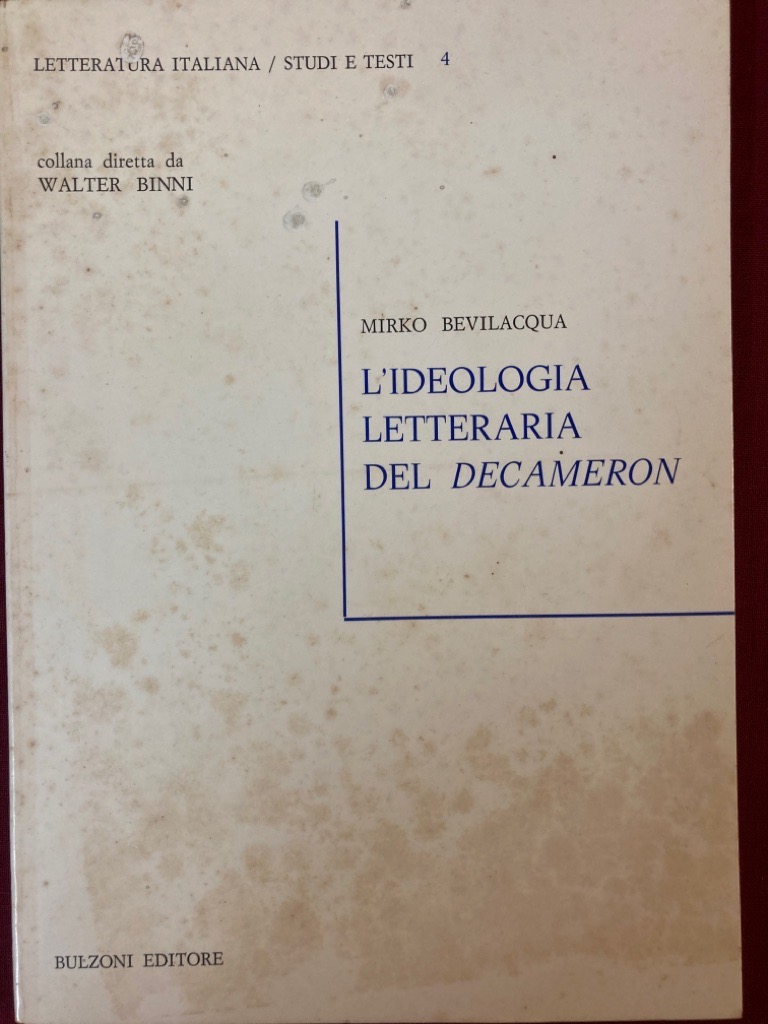 LETTERATURA ITALIANA / STUDI E TESTI 4
collana diretta da
WALTER BINNI
MIRKO BEVILACQUA
L'IDEOLOGIA
LETTERARIA
DEL DECAMERON
BULZONI EDITORE